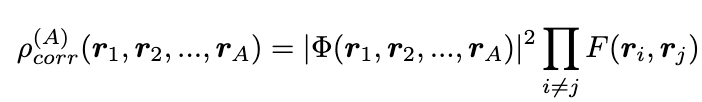 ρ_{corr}^{(A)}(r_1, r_2, ..., r_A) = |Φ(r_1, r_2, ..., r_A)|^2 ∏_{i≠j} F(r_i, r_j)